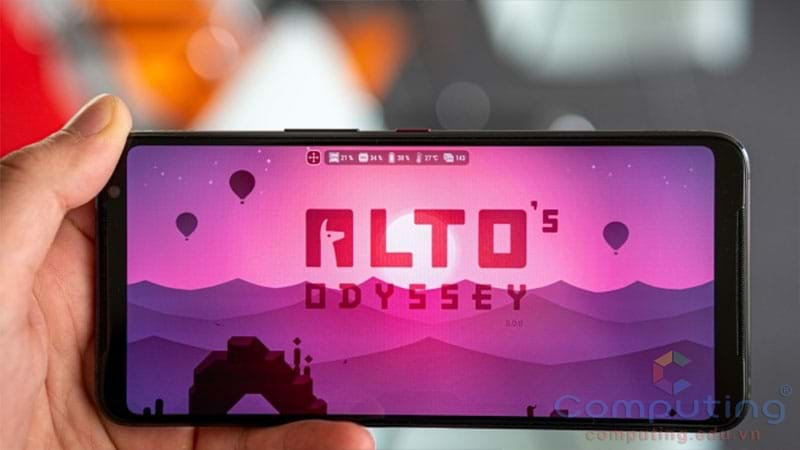 21 % 34 % 38 % 27 °C 143
ALTO's
ODYSSEY
Computing®
computing.edu.vn